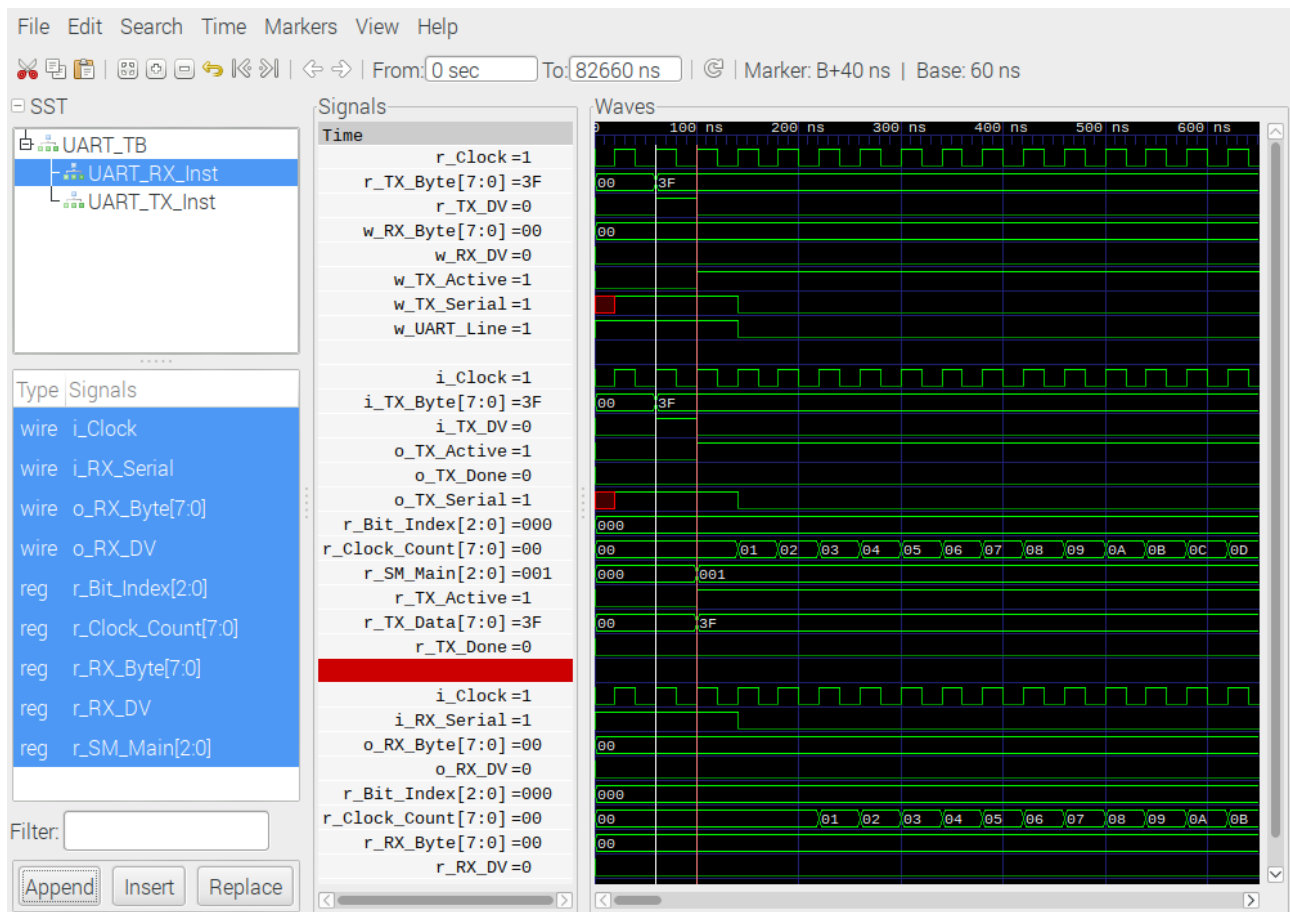 File Edit Search Time Markers View Help
From: 0 sec To: 82660 ns Marker: B+40 ns | Base: 60 ns
SST
UART_TB
UART_RX_Inst
UART_TX_Inst
Type Signals
wire i_Clock
wire i_RX_Serial
wire o_RX_Byte[7:0]
wire o_RX_DV
reg r_Bit_Index[2:0]
reg r_Clock_Count[7:0]
reg r_RX_Byte[7:0]
reg r_RX_DV
reg r_SM_Main[2:0]
Filter:
Append Insert Replace
Signals
Time
r_Clock=1
r_TX_Byte[7:0]=3F
r_TX_DV=0
w_RX_Byte[7:0]=00
w_RX_DV=0
w_TX_Active=1
w_TX_Serial=1
w_UART_Line=1
i_Clock=1
i_TX_Byte[7:0]=3F
i_TX_DV=0
o_TX_Active=1
o_TX_Done=0
o_TX_Serial=1
r_Bit_Index[2:0]=000
r_Clock_Count[7:0]=00
r_SM_Main[2:0]=001
r_TX_Active=1
r_TX_Data[7:0]=3F
r_TX_Done=0
i_Clock=1
i_RX_Serial=1
o_RX_Byte[7:0]=00
o_RX_DV=0
r_Bit_Index[2:0]=000
r_Clock_Count[7:0]=00
r_RX_Byte[7:0]=00
r_RX_DV=0
Waves
100 ns 200 ns 300 ns 400 ns 500 ns 600 ns
00 3F
00
00 3F
000
00 01 02 03 04 05 06 07 08 09 0A 0B 0C 0D
000 001
00 3F
00
000
00 01 02 03 04 05 06 07 08 09 0A 0B
00